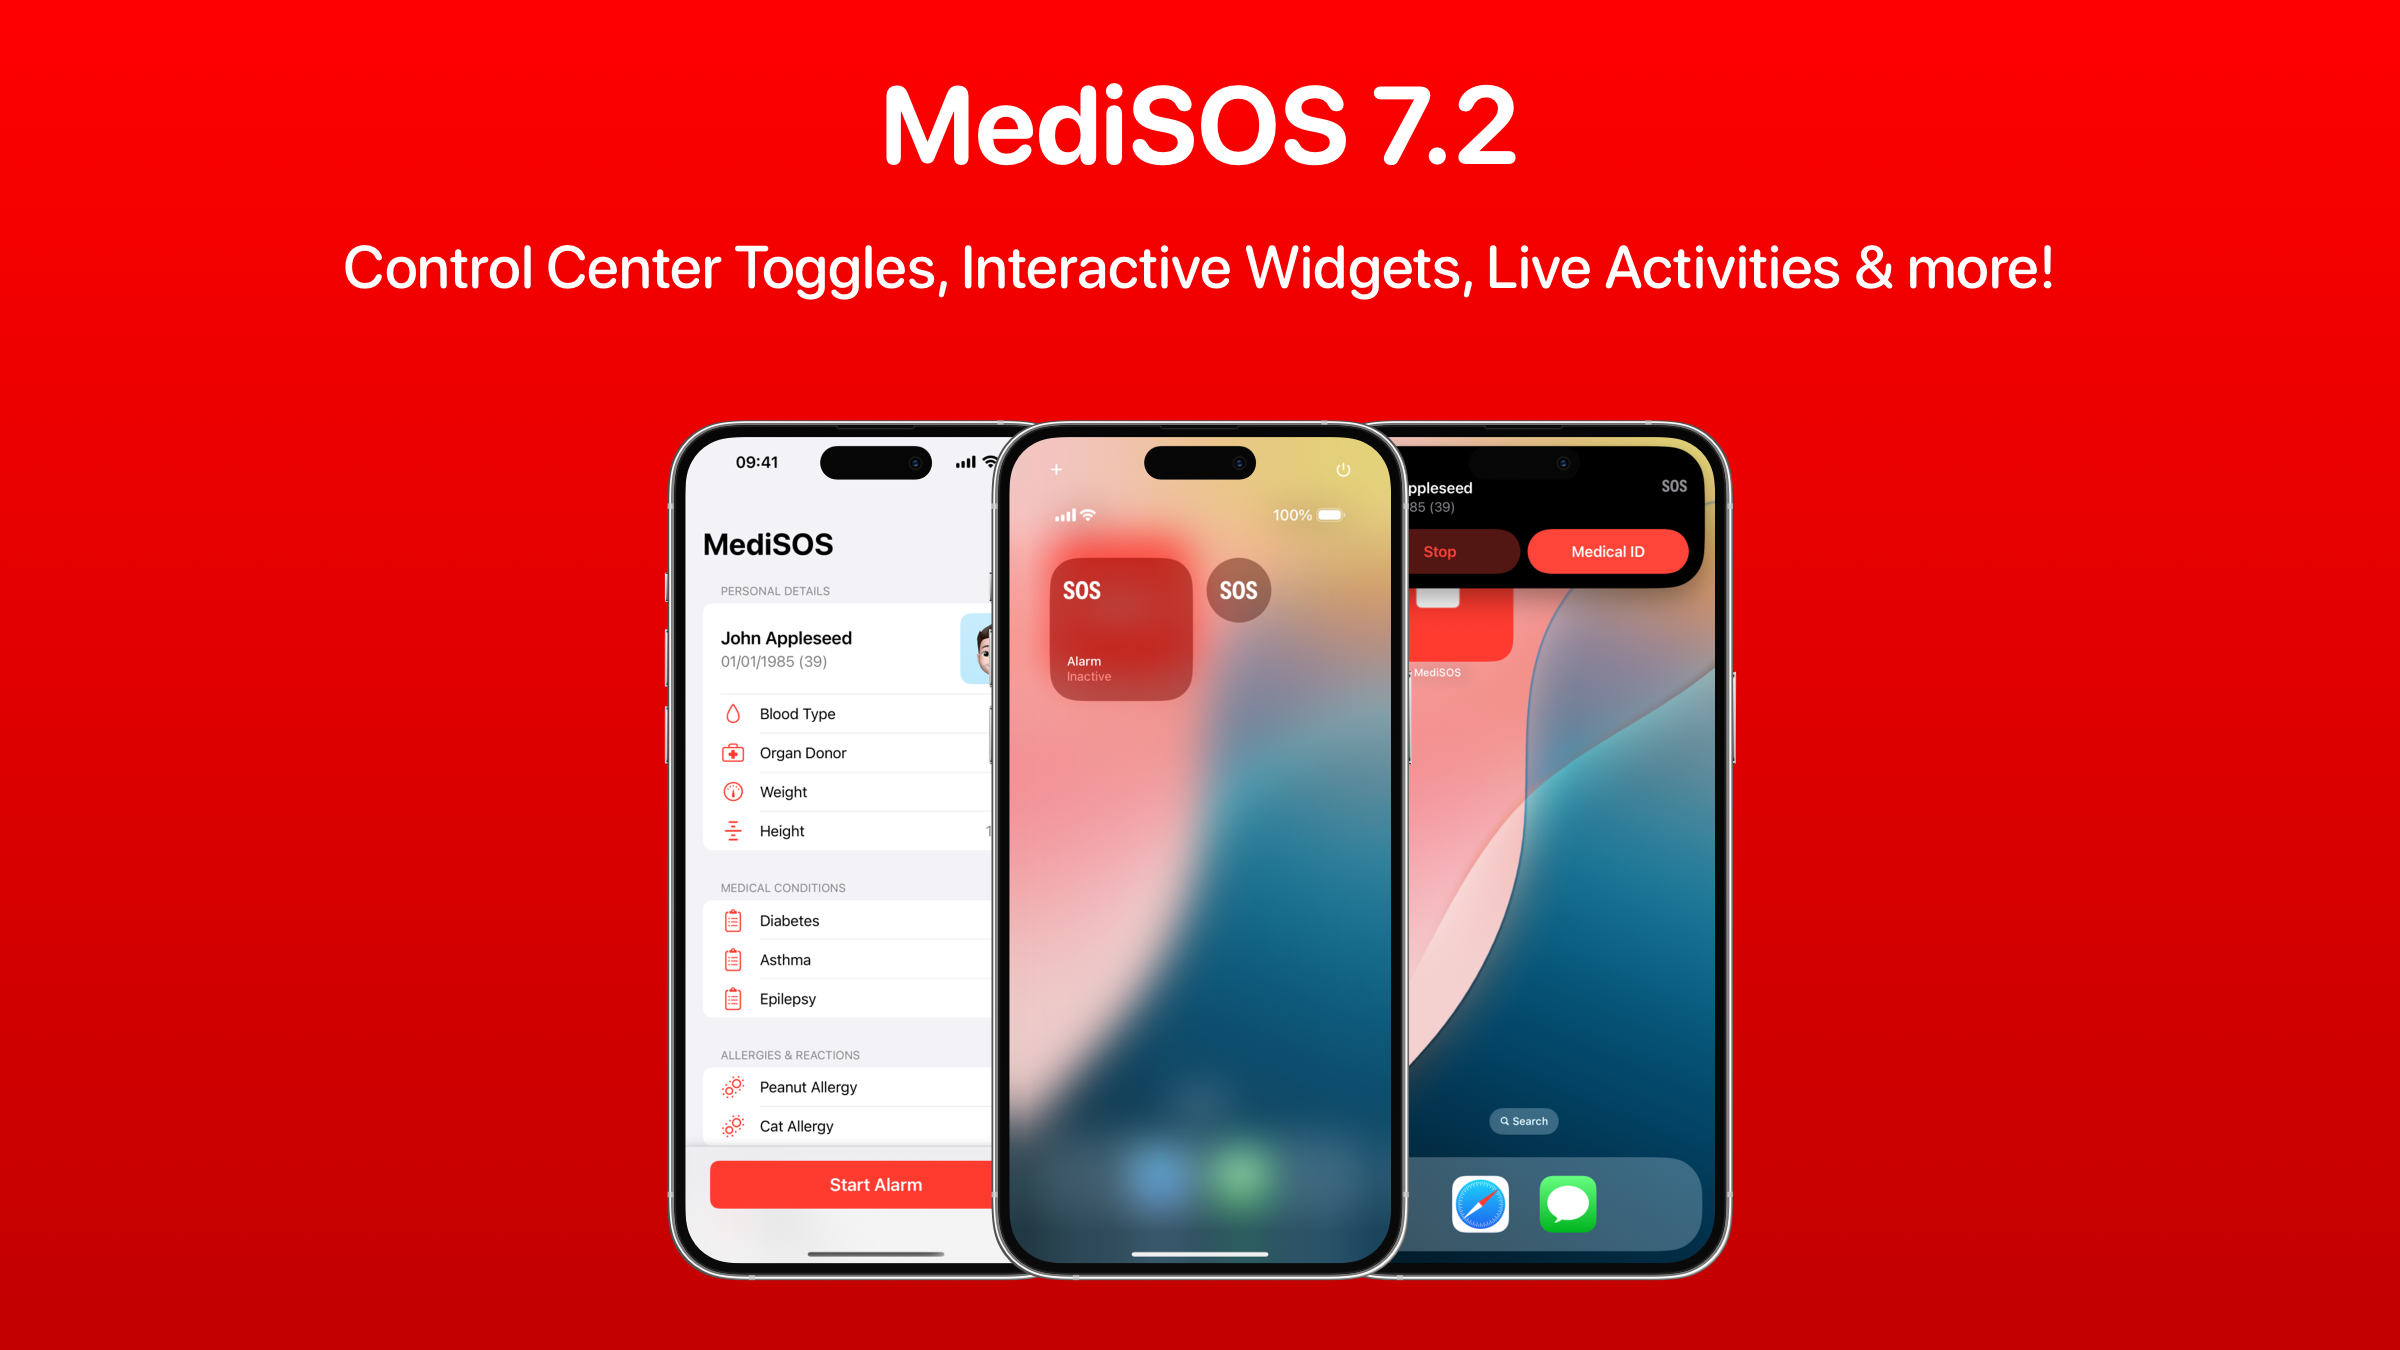 MediSOS 7.2
Control Center Toggles, Interactive Widgets, Live Activities & more!
09:41
MediSOS
PERSONAL DETAILS
John Appleseed
01/01/1985 (39)
Blood Type
Organ Donor
Weight
Height
MEDICAL CONDITIONS
Diabetes
Asthma
Epilepsy
ALLERGIES & REACTIONS
Peanut Allergy
Cat Allergy
Start Alarm
100%
SOS
SOS
Alarm
Inactive
ppleseed
SOS
85 (39)
Stop
Medical ID
MediSOS
Search